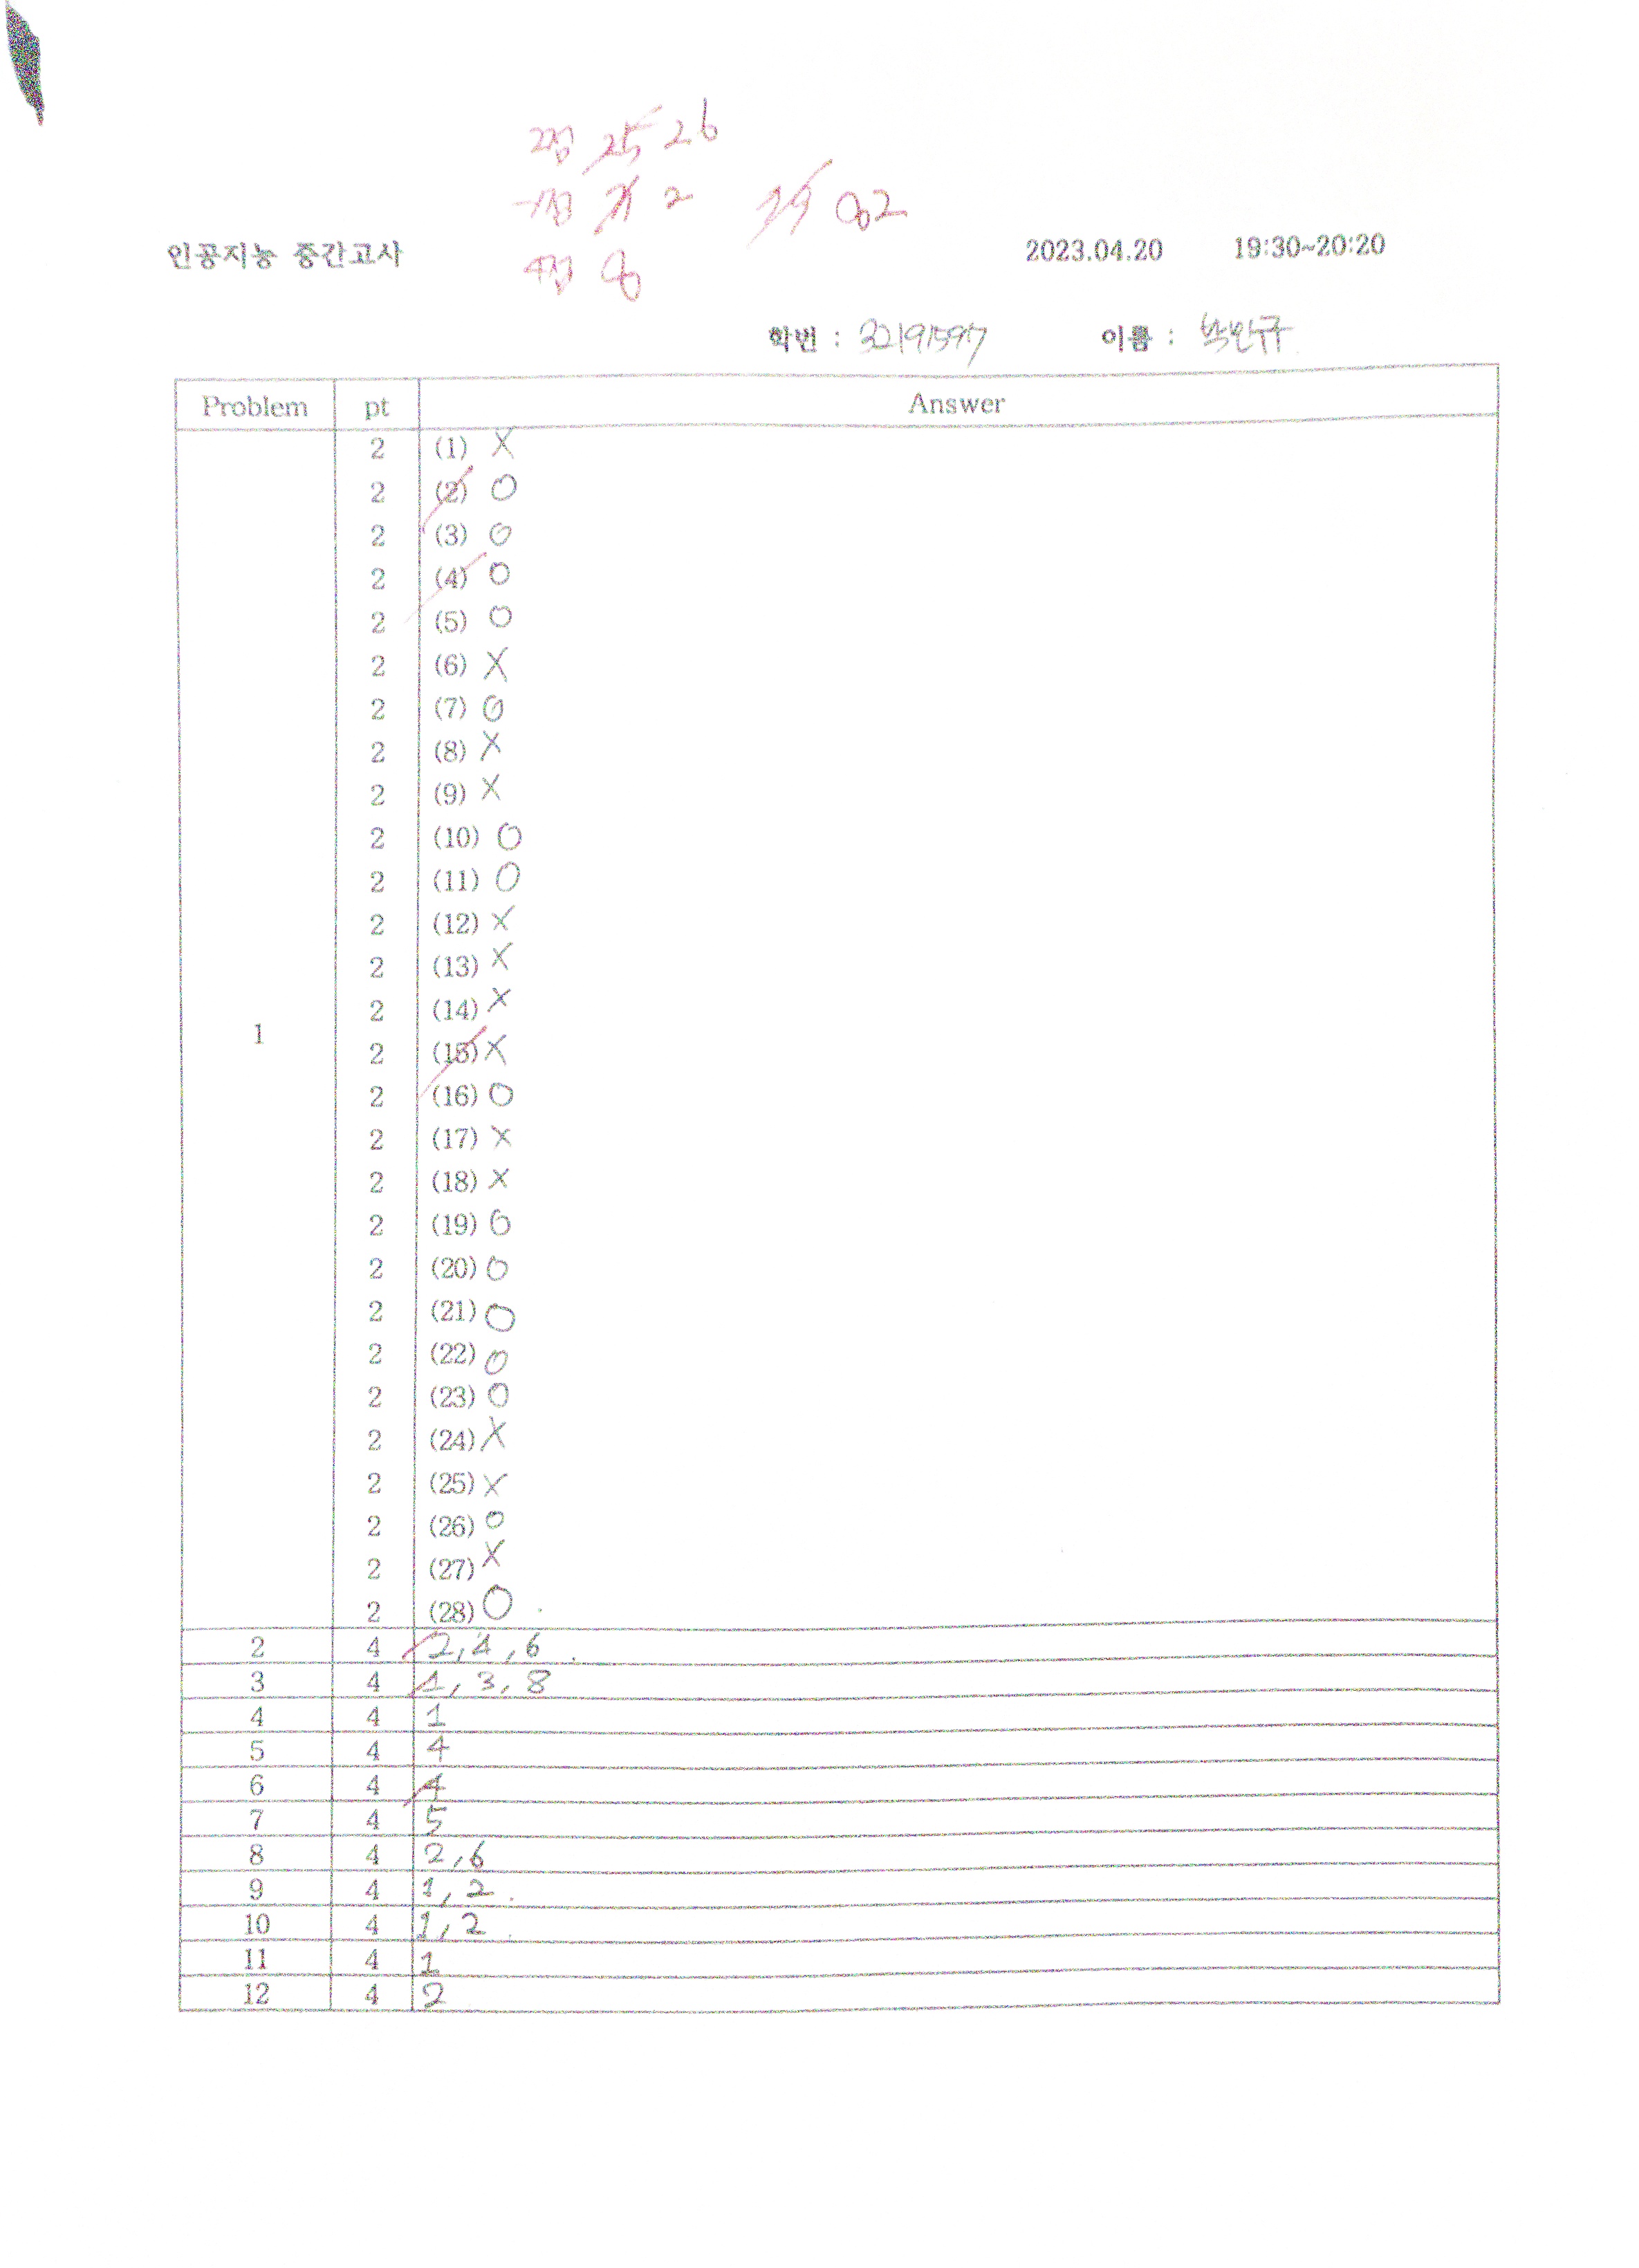 2점 25 26
-1점 2
82
4점 8
인공지능 중간고사 2023.04.20 19:30~20:20
학번 : 32191597 이름 : 박민규
Problem pt Answer
1
2 (1) X
2 (2) O
2 (3) O
2 (4) O
2 (5) O
2 (6) X
2 (7) O
2 (8) X
2 (9) X
2 (10) O
2 (11) O
2 (12) X
2 (13) X
2 (14) X
2 (15) X
2 (16) O
2 (17) X
2 (18) X
2 (19) O
2 (20) O
2 (21) O
2 (22) O
2 (23) O
2 (24) X
2 (25) X
2 (26) O
2 (27) X
2 (28) O
2 4 2, 4, 6
3 4 1, 3, 8
4 4 1
5 4 4
6 4 4
7 4 5
8 4 2, 6
9 4 1, 2
10 4 1, 2
11 4 1
12 4 2